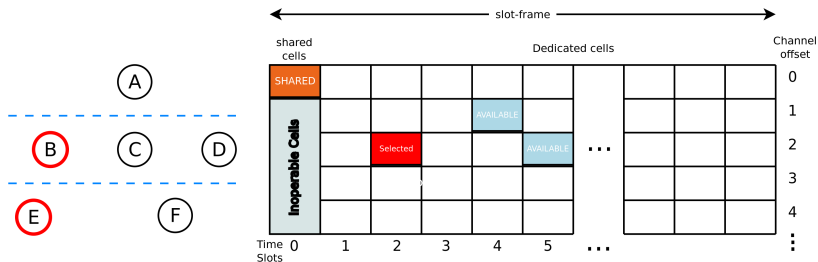 slot-frame
shared
cells
Dedicated cells
Channel
offset
A
SHARED
0
AVAILABLE
1
B
C
D
Selected
AVAILABLE
...
2
Inoperable Cells
3
E
F
4
Time
Slots
0
1
2
3
4
5
...
⋮